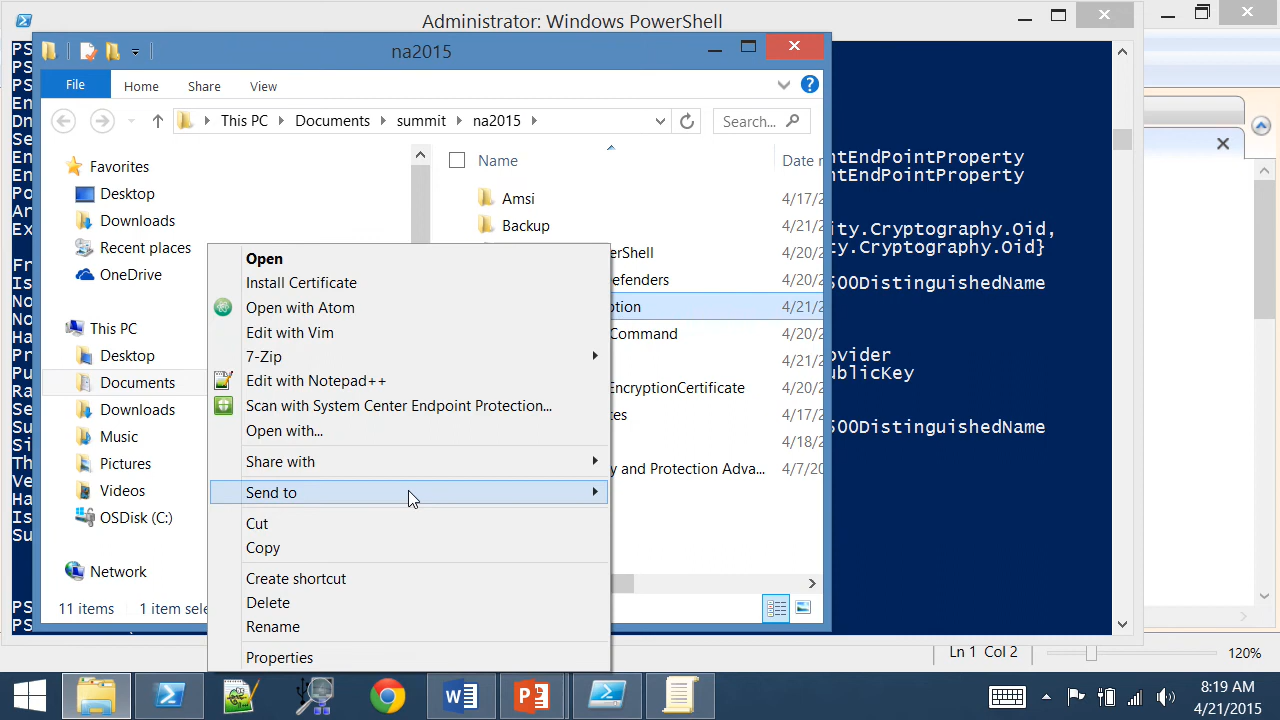 Administrator: Windows PowerShell
na2015
File
Home
Share
View
This PC
Documents
summit
na2015
Search...
Favorites
Desktop
Downloads
Recent places
OneDrive
This PC
Desktop
Documents
Downloads
Music
Pictures
Videos
OSDisk (C:)
Network
Name
Amsi
4/17/2
Backup
4/21/2
4/20/2
4/20/2
4/21/2
Command
4/20/2
4/21/2
EncryptionCertificate
4/20/2
4/17/2
4/18/2
4/7/20
y and Protection Adva...
Open
Install Certificate
Open with Atom
Edit with Vim
7-Zip
Edit with Notepad++
Scan with System Center Endpoint Protection...
Open with...
Share with
Send to
Cut
Copy
Create shortcut
Delete
Rename
Properties
11 items
1 item sele
ntEndPointProperty
ntEndPointProperty
ity.Cryptography.Oid,
ty.Cryptography.Oid}
500DistinguishedName
ovider
ublicKey
500DistinguishedName
Ln 1 Col 2
120%
8:19 AM
4/21/2015